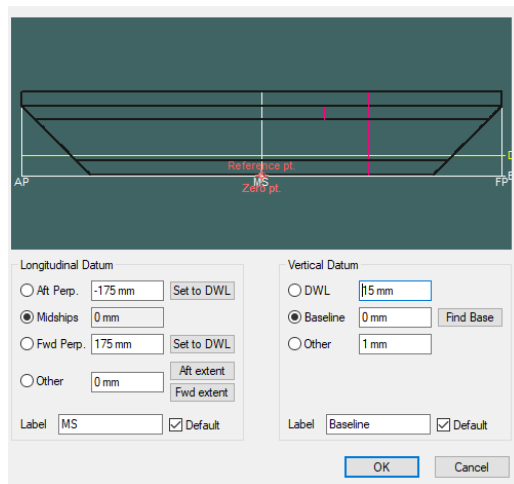 Reference pt.
AP MS FP
Zero pt.
Longitudinal Datum
Aft Perp. -175 mm Set to DWL
Midships 0 mm
Fwd Perp. 175 mm Set to DWL
Other 0 mm Aft extent
Fwd extent
Label MS Default
Vertical Datum
DWL 15 mm
Baseline 0 mm Find Base
Other 1 mm
Label Baseline Default
OK Cancel